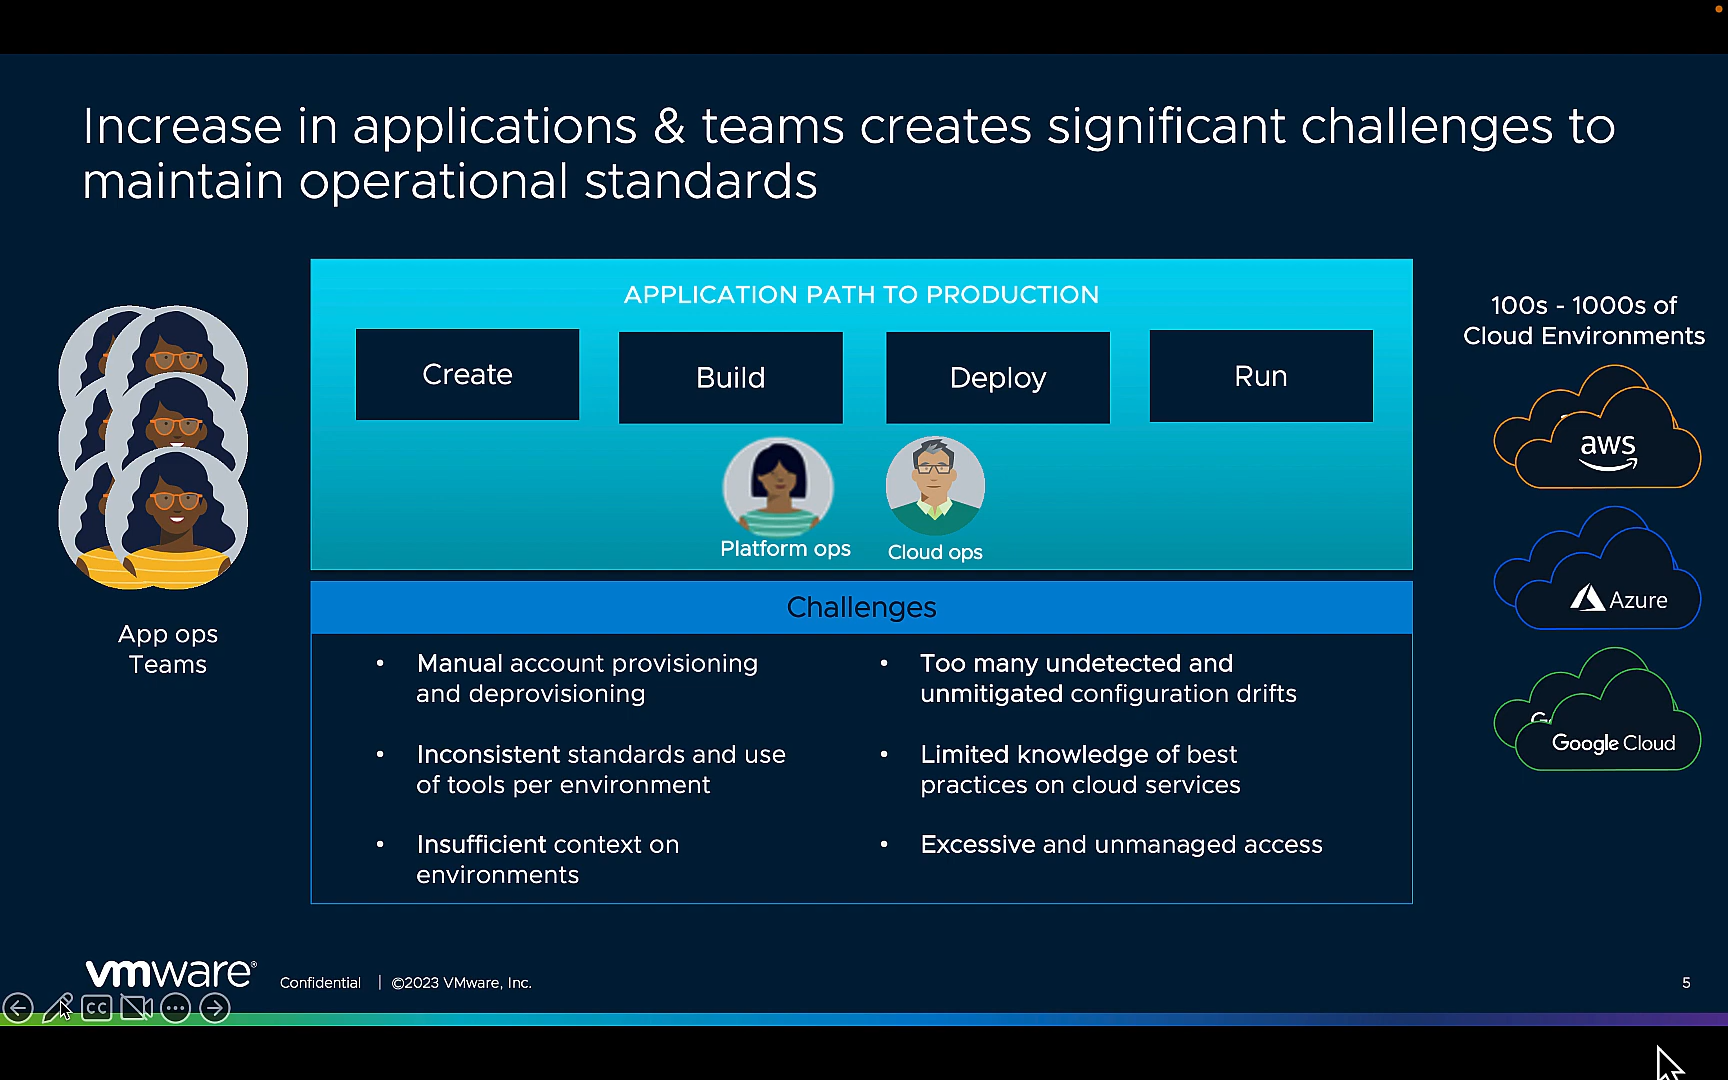 Increase in applications & teams creates significant challenges to
maintain operational standards
APPLICATION PATH TO PRODUCTION
Create
Build
Deploy
Run
Platform ops
Cloud ops
App ops
Teams
100s - 1000s of
Cloud Environments
aws
Azure
G
Google Cloud
Challenges
• Manual account provisioning
and deprovisioning
• Inconsistent standards and use
of tools per environment
• Insufficient context on
environments
• Too many undetected and
unmitigated configuration drifts
• Limited knowledge of best
practices on cloud services
• Excessive and unmanaged access
vmware®
Confidential | ©2023 VMware, Inc.
5
CC